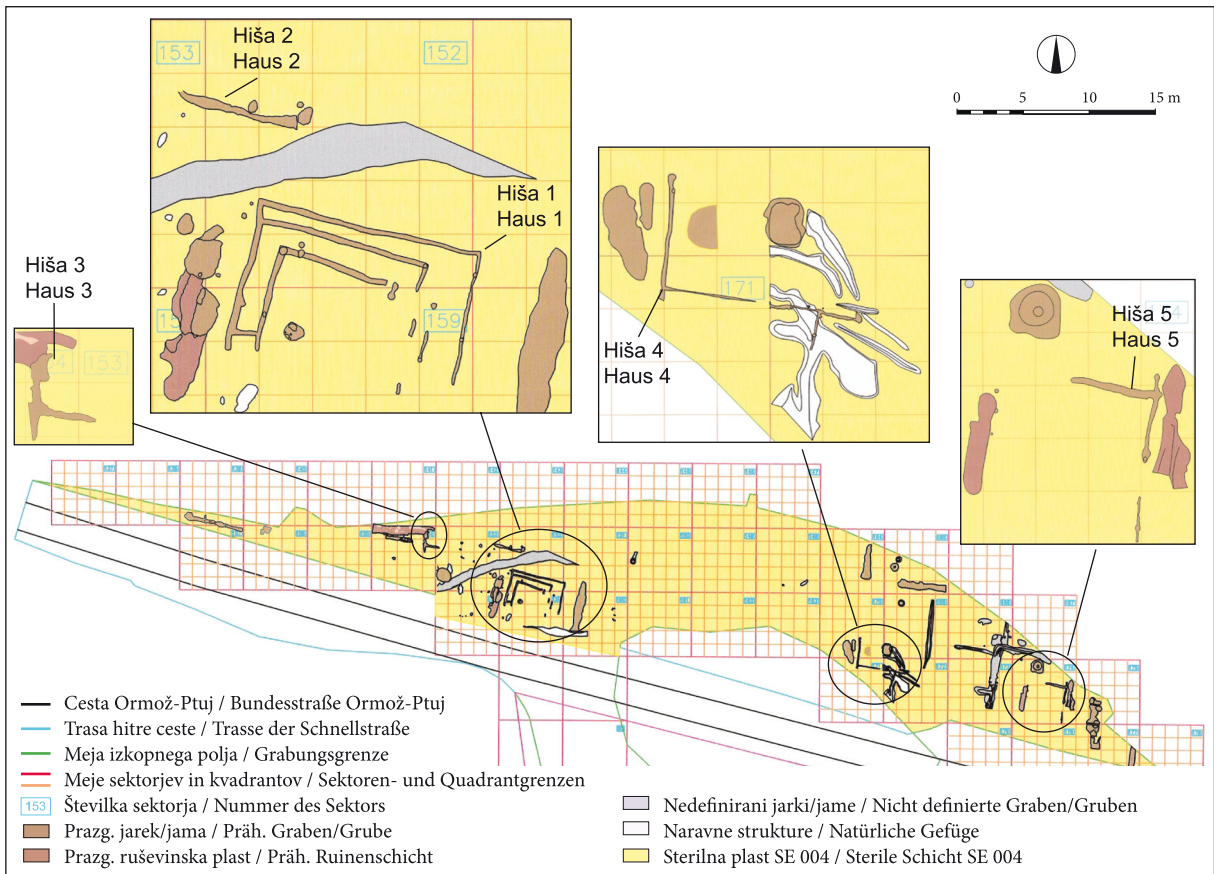 153
152
Hiša 2
Haus 2
0 5 10 15 m
Hiša 1
Haus 1
159
Hiša 3
Haus 3
153
171
Hiša 4
Haus 4
Hiša 5
Haus 5
Cesta Ormož-Ptuj / Bundesstraße Ormož-Ptuj
Trasa hitre ceste / Trasse der Schnellstraße
Meja izkopnega polja / Grabungsgrenze
Meje sektorjev in kvadrantov / Sektoren- und Quadrantgrenzen
153 Številka sektorja / Nummer des Sektors
Prazg. jarek/jama / Präh. Graben/Grube
Prazg. ruševinska plast / Präh. Ruinenschicht
Nedefinirani jarki/jame / Nicht definierte Graben/Gruben
Naravne strukture / Natürliche Gefüge
Sterilna plast SE 004 / Sterile Schicht SE 004